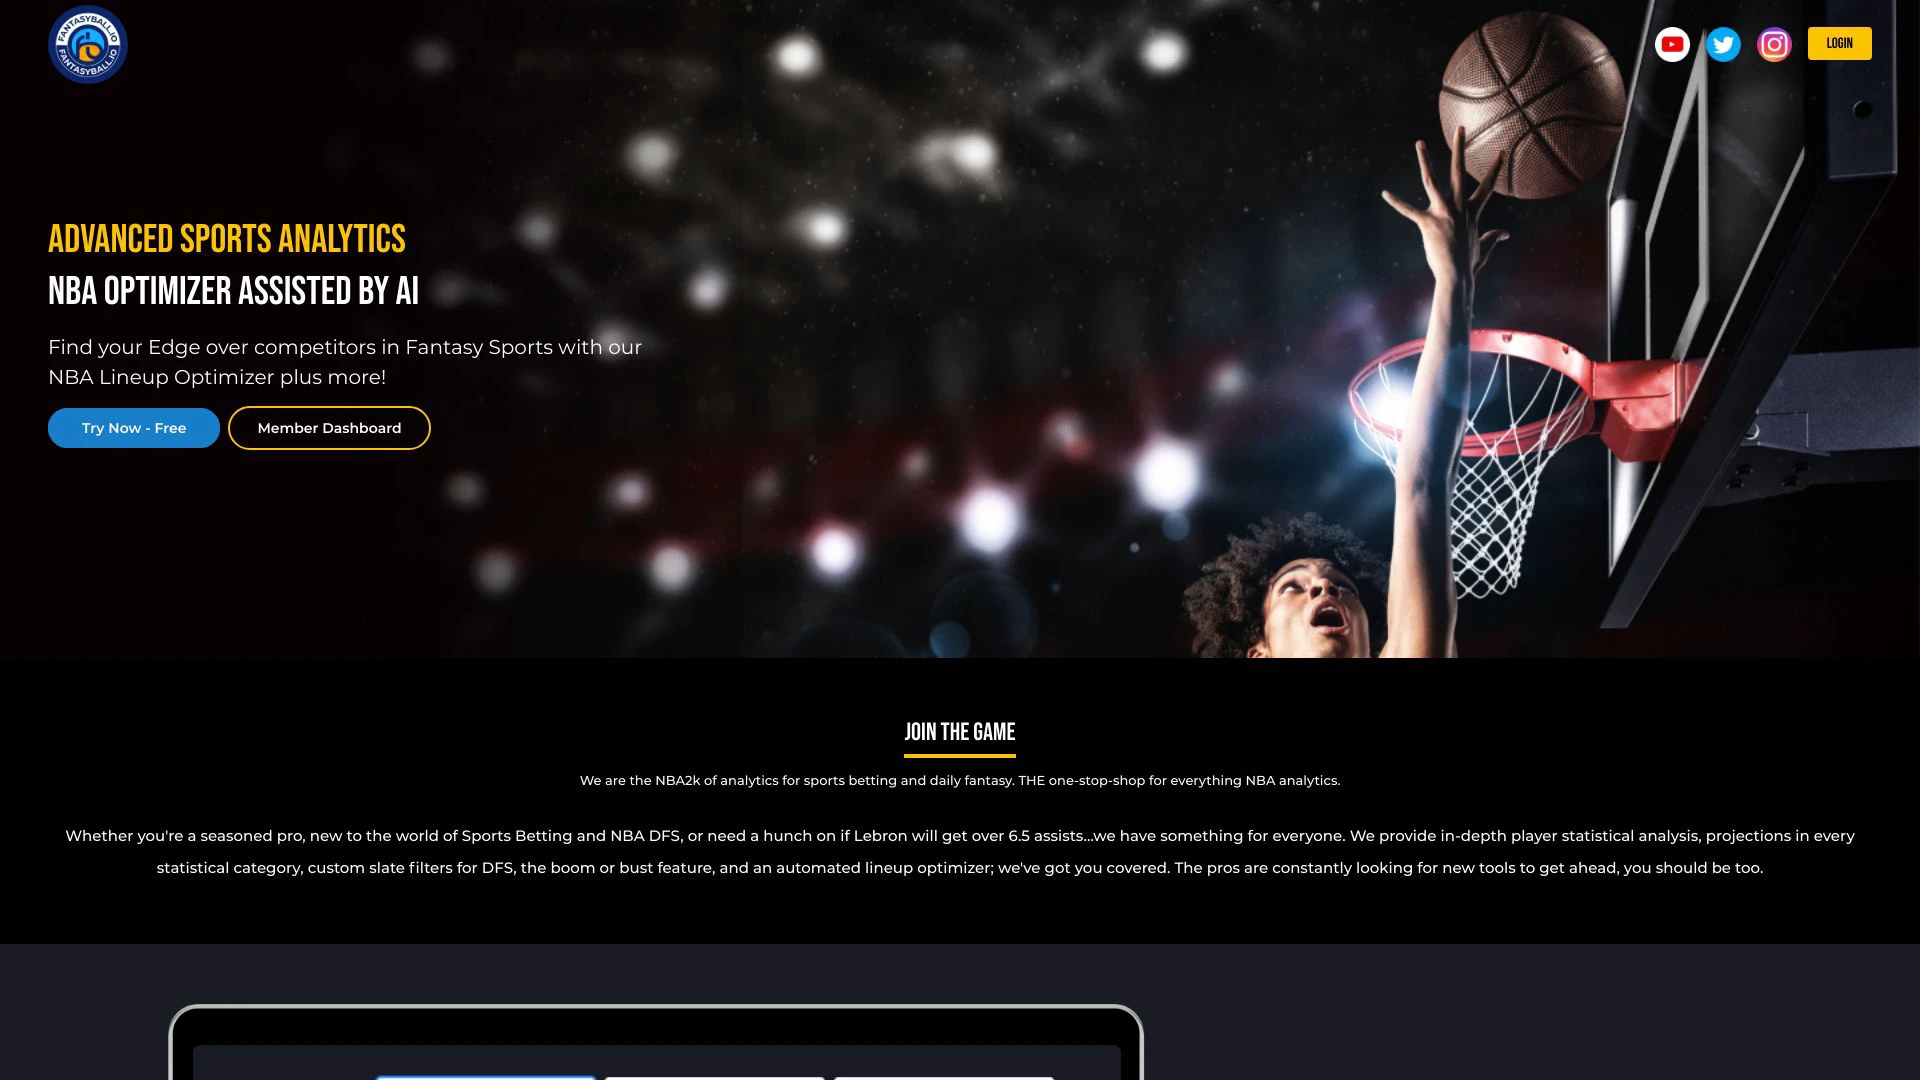 FANTASYBALL.IO
FANTASYBALL.IO
LOGIN
ADVANCED SPORTS ANALYTICS
NBA OPTIMIZER ASSISTED BY AI
Find your Edge over competitors in Fantasy Sports with our
NBA Lineup Optimizer plus more!
Try Now - Free
Member Dashboard
JOIN THE GAME
We are the NBA2k of analytics for sports betting and daily fantasy. THE one-stop-shop for everything NBA analytics.
Whether you're a seasoned pro, new to the world of Sports Betting and NBA DFS, or need a hunch on if Lebron will get over 6.5 assists...we have something for everyone. We provide in-depth player statistical analysis, projections in every
statistical category, custom slate filters for DFS, the boom or bust feature, and an automated lineup optimizer; we've got you covered. The pros are constantly looking for new tools to get ahead, you should be too.